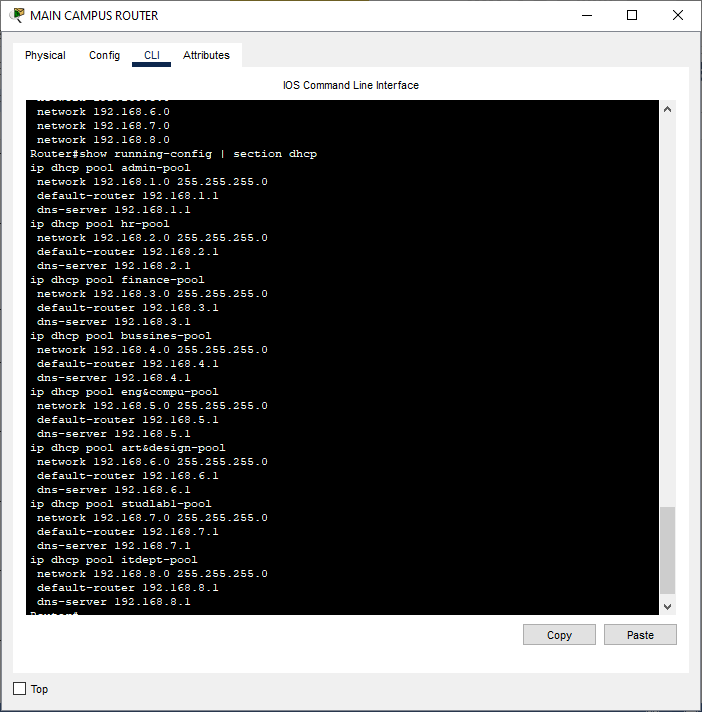 MAIN CAMPUS ROUTER
Physical Config CLI Attributes
IOS Command Line Interface
network 192.168.6.0
network 192.168.7.0
network 192.168.8.0
Router#show running-config | section dhcp
ip dhcp pool admin-pool
network 192.168.1.0 255.255.255.0
default-router 192.168.1.1
dns-server 192.168.1.1
ip dhcp pool hr-pool
network 192.168.2.0 255.255.255.0
default-router 192.168.2.1
dns-server 192.168.2.1
ip dhcp pool finance-pool
network 192.168.3.0 255.255.255.0
default-router 192.168.3.1
dns-server 192.168.3.1
ip dhcp pool bussines-pool
network 192.168.4.0 255.255.255.0
default-router 192.168.4.1
dns-server 192.168.4.1
ip dhcp pool eng&compu-pool
network 192.168.5.0 255.255.255.0
default-router 192.168.5.1
dns-server 192.168.5.1
ip dhcp pool art&design-pool
network 192.168.6.0 255.255.255.0
default-router 192.168.6.1
dns-server 192.168.6.1
ip dhcp pool studlab1-pool
network 192.168.7.0 255.255.255.0
default-router 192.168.7.1
dns-server 192.168.7.1
ip dhcp pool itdept-pool
network 192.168.8.0 255.255.255.0
default-router 192.168.8.1
dns-server 192.168.8.1
Router#
Copy Paste
Top